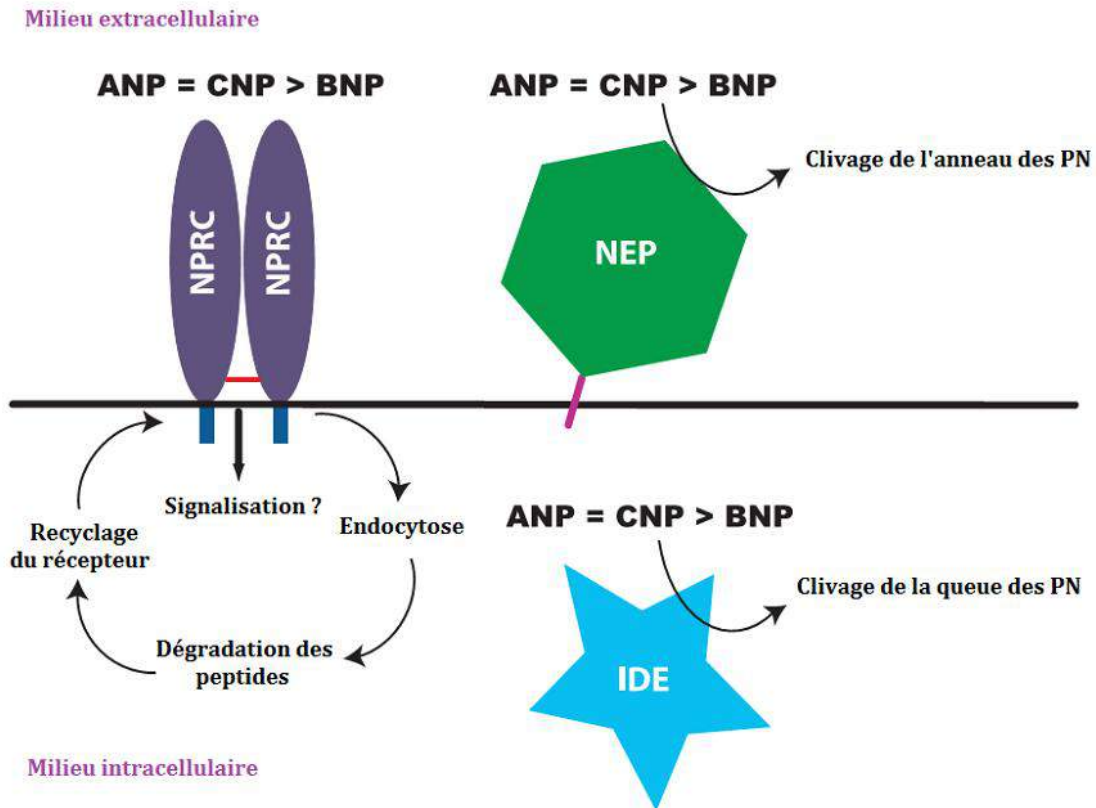 Milieu extracellulaire
ANP = CNP > BNP
ANP = CNP > BNP
Clivage de l'anneau des PN
NPRC
NPRC
NEP
Signalisation ?
Endocytose
Recyclage
du récepteur
Dégradation des
peptides
ANP = CNP > BNP
Clivage de la queue des PN
IDE
Milieu intracellulaire